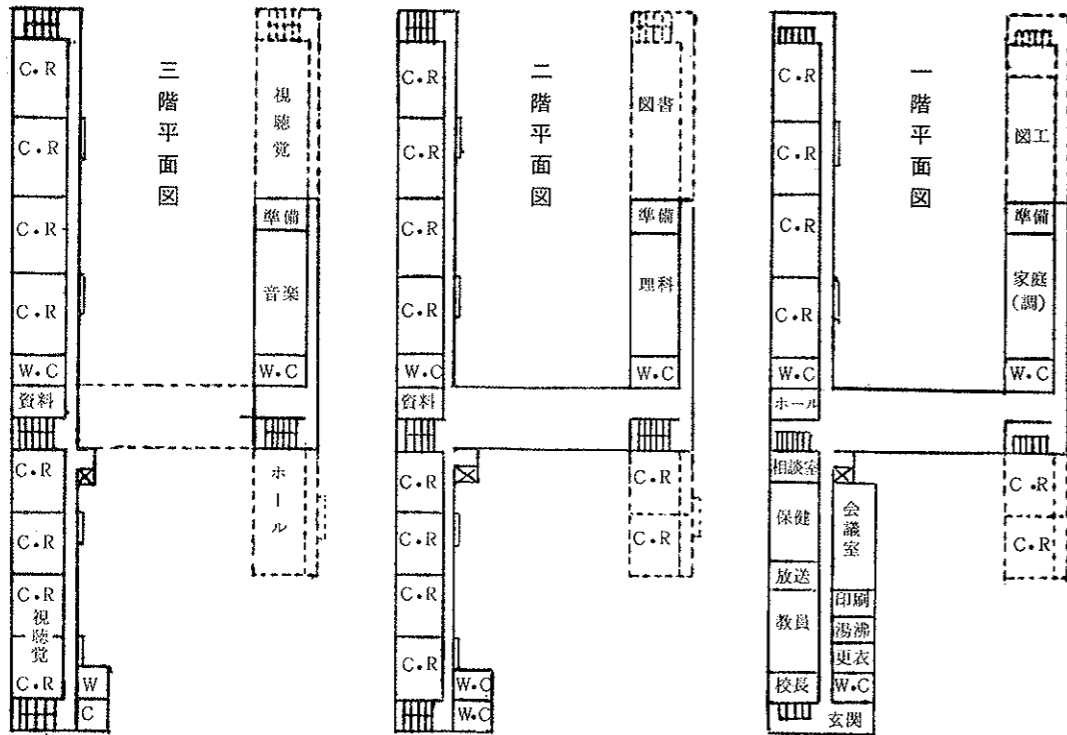 三階平面図
C・R
C・R
C・R
C・R
W・C
資料
C・R
C・R
C・R
視聴覚
C・R
W
C
視聴覚
準備
音楽
W・C
ホール
二階平面図
C・R
C・R
C・R
C・R
W・C
資料
C・R
C・R
C・R
C・R
W・C
W・C
図書
準備
理科
W・C
C・R
C・R
一階平面図
C・R
C・R
C・R
C・R
W・C
ホール
相談室
保健
放送
教員
校長
会議室
印刷
湯沸
更衣
W・C
玄関
図工
準備
家庭
(調)
W・C
C・R
C・R